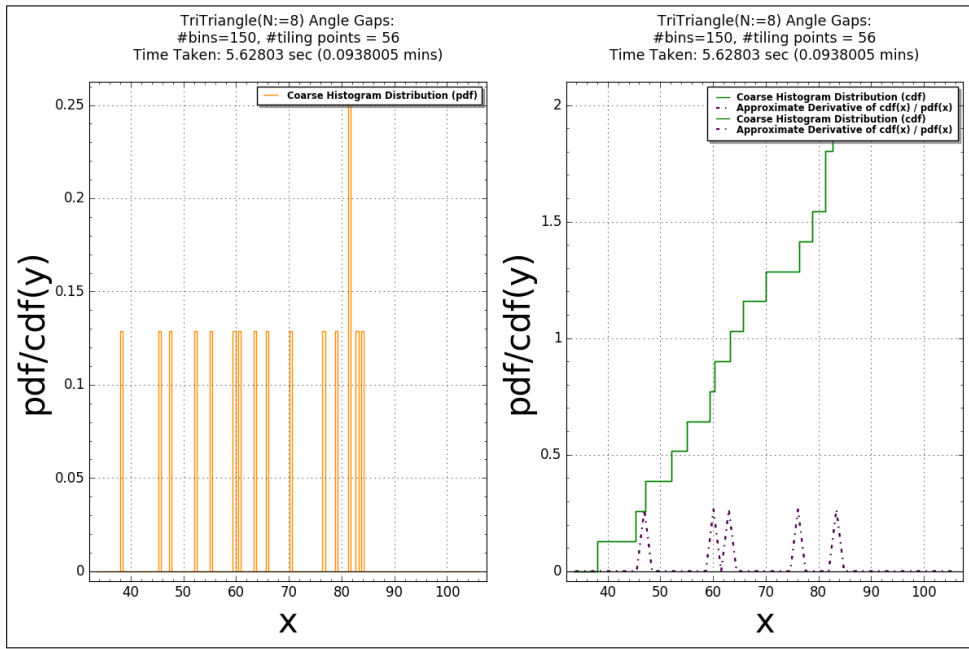 TriTriangle(N:=8) Angle Gaps:
#bins=150, #tiling points = 56
Time Taken: 5.62803 sec (0.0938005 mins)
Coarse Histogram Distribution (pdf)
0.25
0.2
0.15
0.1
0.05
0
pdf/cdf(y)
40 50 60 70 80 90 100
x
TriTriangle(N:=8) Angle Gaps:
#bins=150, #tiling points = 56
Time Taken: 5.62803 sec (0.0938005 mins)
Coarse Histogram Distribution (cdf)
Approximate Derivative of cdf(x) / pdf(x)
Coarse Histogram Distribution (cdf)
Approximate Derivative of cdf(x) / pdf(x)
2
1.5
1
0.5
0
pdf/cdf(y)
40 50 60 70 80 90 100
x